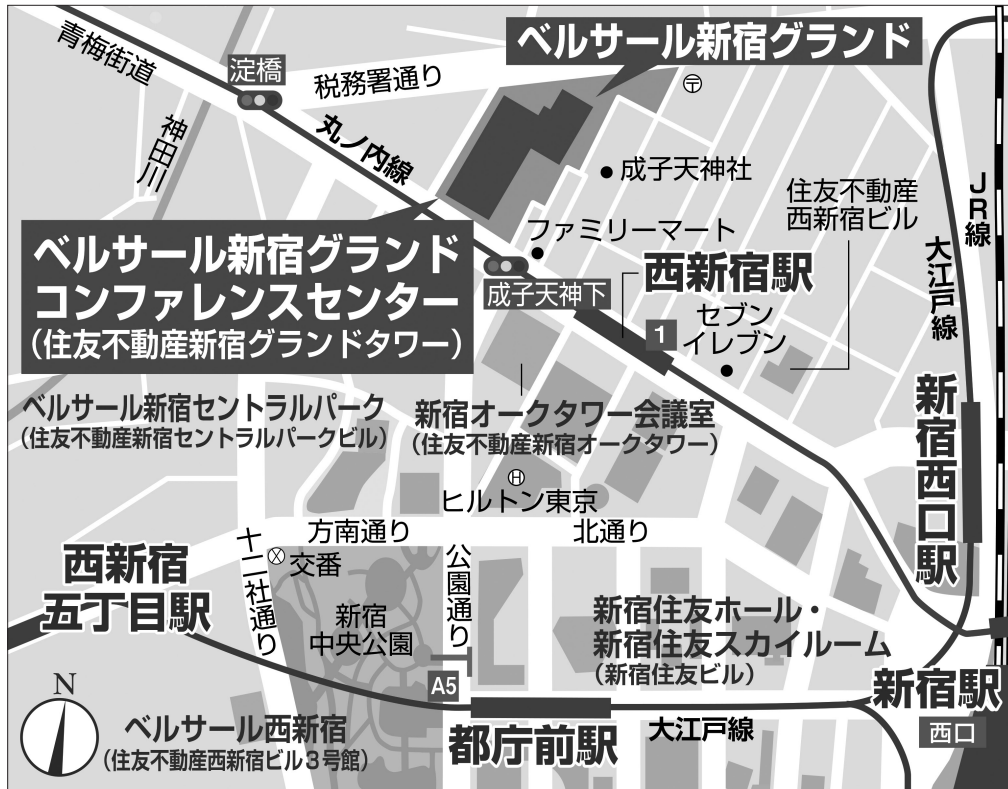 青梅街道
淀橋
税務署通り
ベルサール新宿グランド
〒
神田川
丸ノ内線
成子天神社
住友不動産
西新宿ビル
JR線
大江戸線
ベルサール新宿グランド
コンファレンスセンター
(住友不動産新宿グランドタワー)
ファミリーマート
成子天神下
西新宿駅
1
セブン
イレブン
ベルサール新宿セントラルパーク
(住友不動産新宿セントラルパークビル)
新宿オークタワー会議室
(住友不動産新宿オークタワー)
新宿西口駅
H
ヒルトン東京
方南通り
北通り
十二社通り
交番
公園通り
西新宿
五丁目駅
新宿
中央公園
新宿住友ホール・
新宿住友スカイルーム
(新宿住友ビル)
A5
N
ベルサール西新宿
(住友不動産西新宿ビル3号館)
都庁前駅
大江戸線
新宿駅
西口